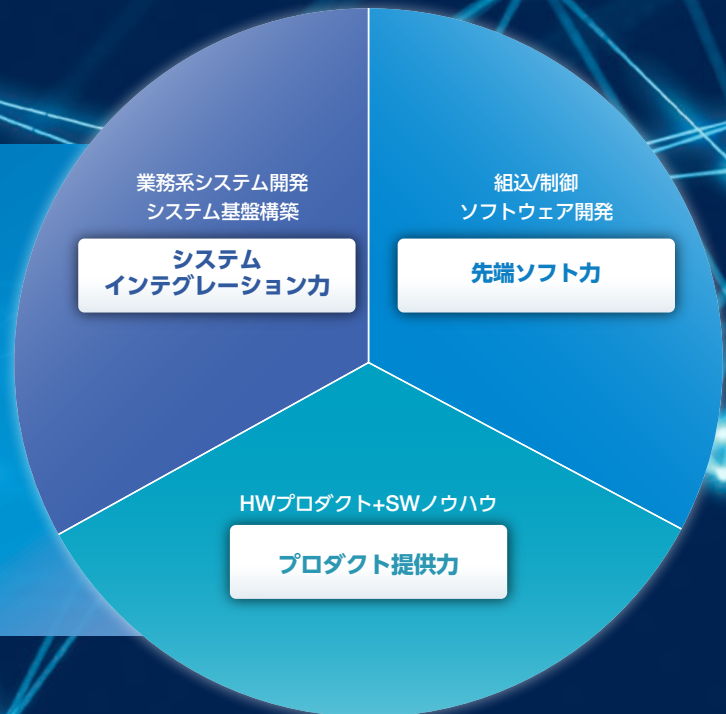 業務系システム開発
システム基盤構築
システム
インテグレーション力
組込/制御
ソフトウェア開発
先端ソフト力
HWプロダクト+SWノウハウ
プロダクト提供力